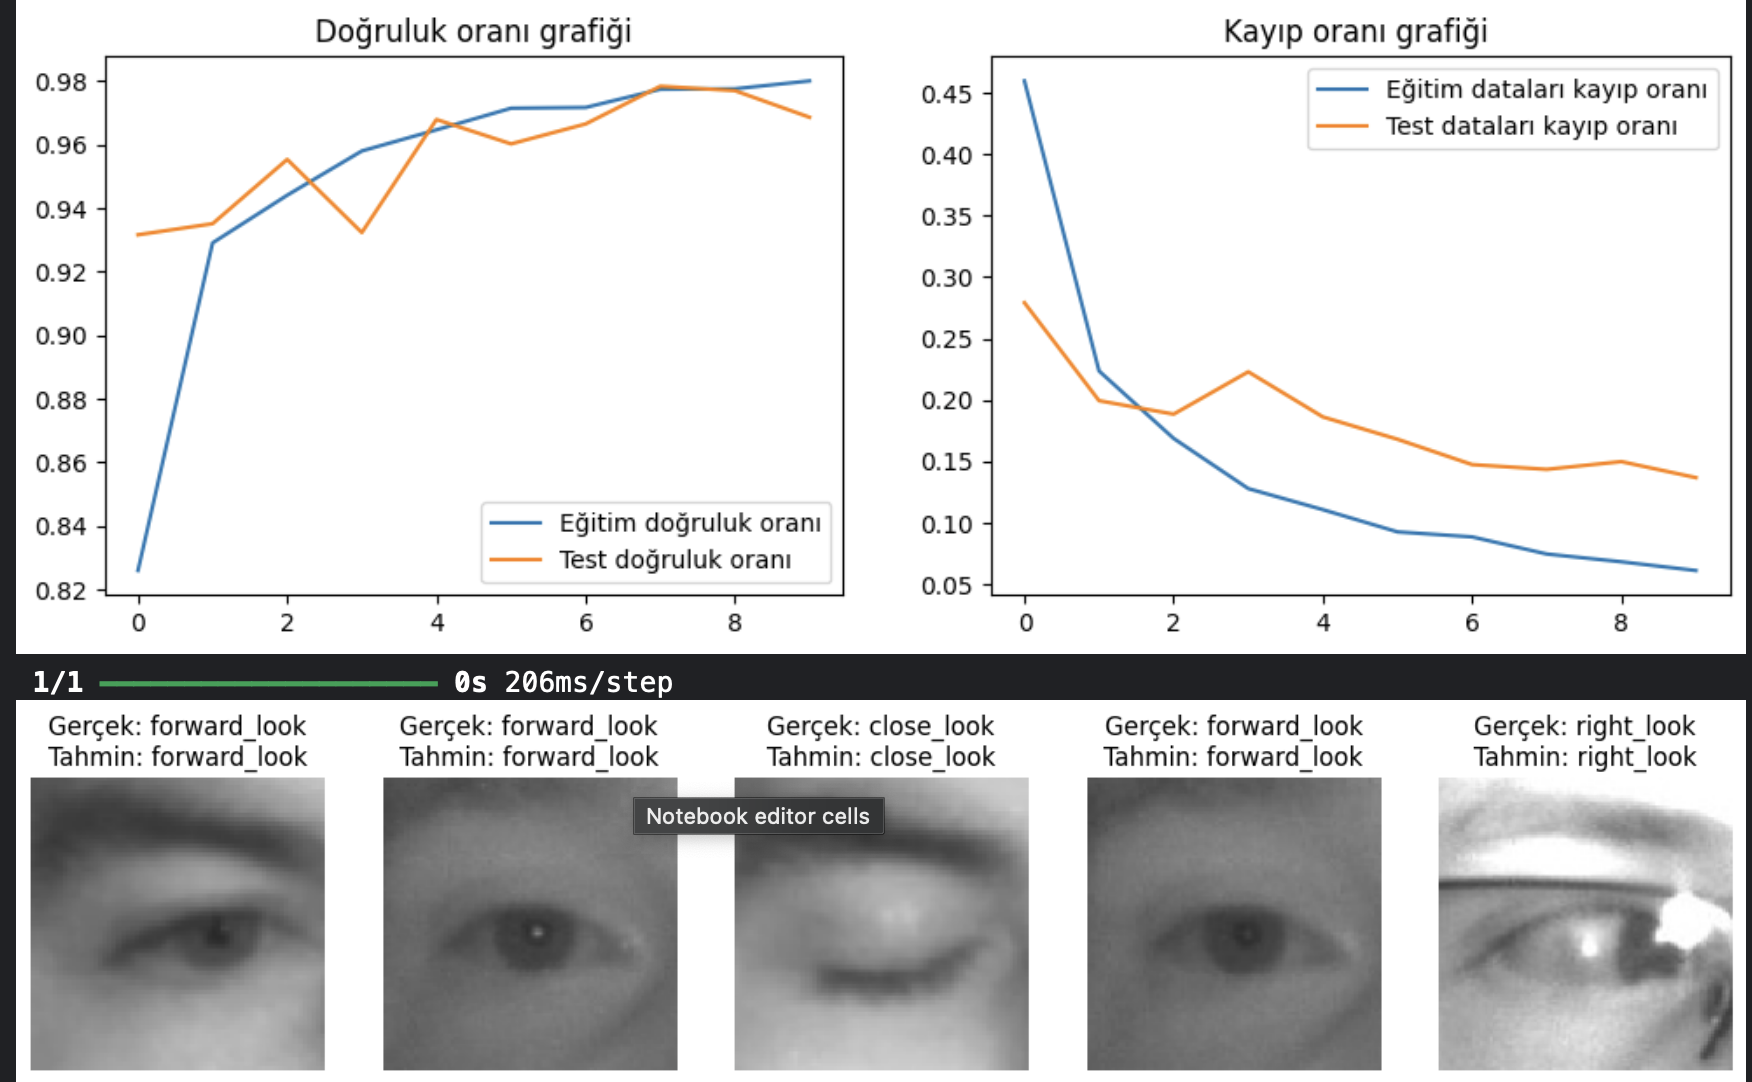 Doğruluk oranı grafiği
0.98
0.96
0.94
0.92
0.90
0.88
0.86
0.84
0.82
0 2 4 6 8
Eğitim doğruluk oranı
Test doğruluk oranı
Kayıp oranı grafiği
0.45
0.40
0.35
0.30
0.25
0.20
0.15
0.10
0.05
0 2 4 6 8
Eğitim dataları kayıp oranı
Test dataları kayıp oranı
1/1 0s 206ms/step
Gerçek: forward_look
Tahmin: forward_look
Gerçek: forward_look
Tahmin: forward_look
Gerçek: close_look
Tahmin: close_look
Gerçek: forward_look
Tahmin: forward_look
Gerçek: right_look
Tahmin: right_look
Notebook editor cells